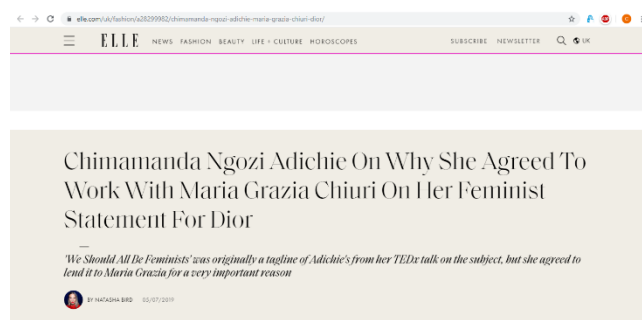 elle.com/uk/fashion/a28299982/chimamanda-ngozi-adichie-maria-grazia-chiuri-dior/
ELLE NEWS FASHION BEAUTY LIFE + CULTURE HOROSCOPES SUBSCRIBE NEWSLETTER UK
Chimamanda Ngozi Adichie On Why She Agreed To
Work With Maria Grazia Chiuri On Her Feminist
Statement For Dior
'We Should All Be Feminists' was originally a tagline of Adichie's from her TEDx talk on the subject, but she agreed to
lend it to Maria Grazia for a very important reason
BY NATASHA BIRD 05/07/2019